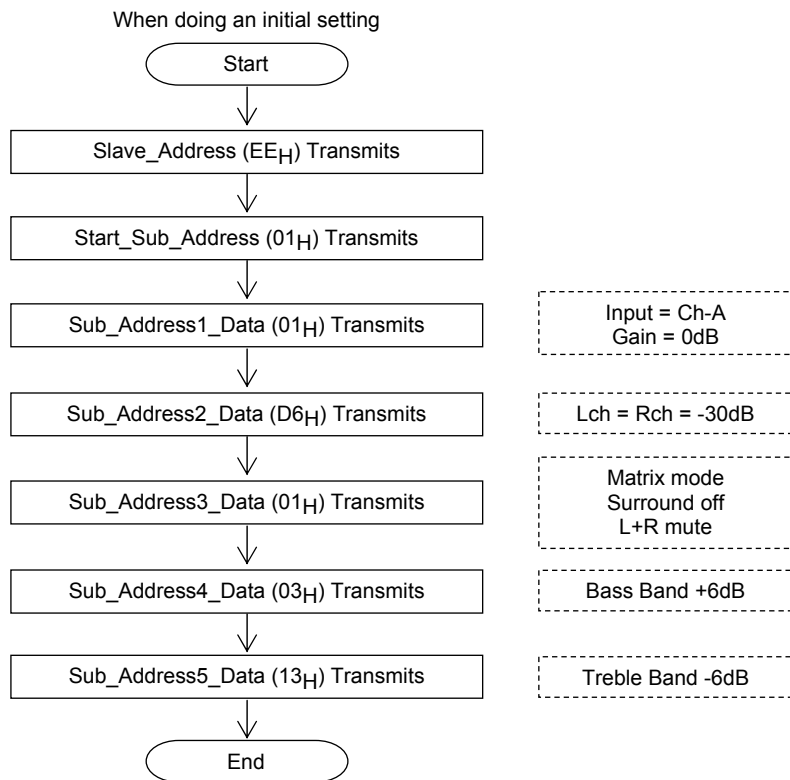 When doing an initial setting
Start
Slave_Address (EEH) Transmits
Start_Sub_Address (01H) Transmits
Sub_Address1_Data (01H) Transmits
Input = Ch-A
Gain = 0dB
Sub_Address2_Data (D6H) Transmits
Lch = Rch = -30dB
Sub_Address3_Data (01H) Transmits
Matrix mode
Surround off
L+R mute
Sub_Address4_Data (03H) Transmits
Bass Band +6dB
Sub_Address5_Data (13H) Transmits
Treble Band -6dB
End